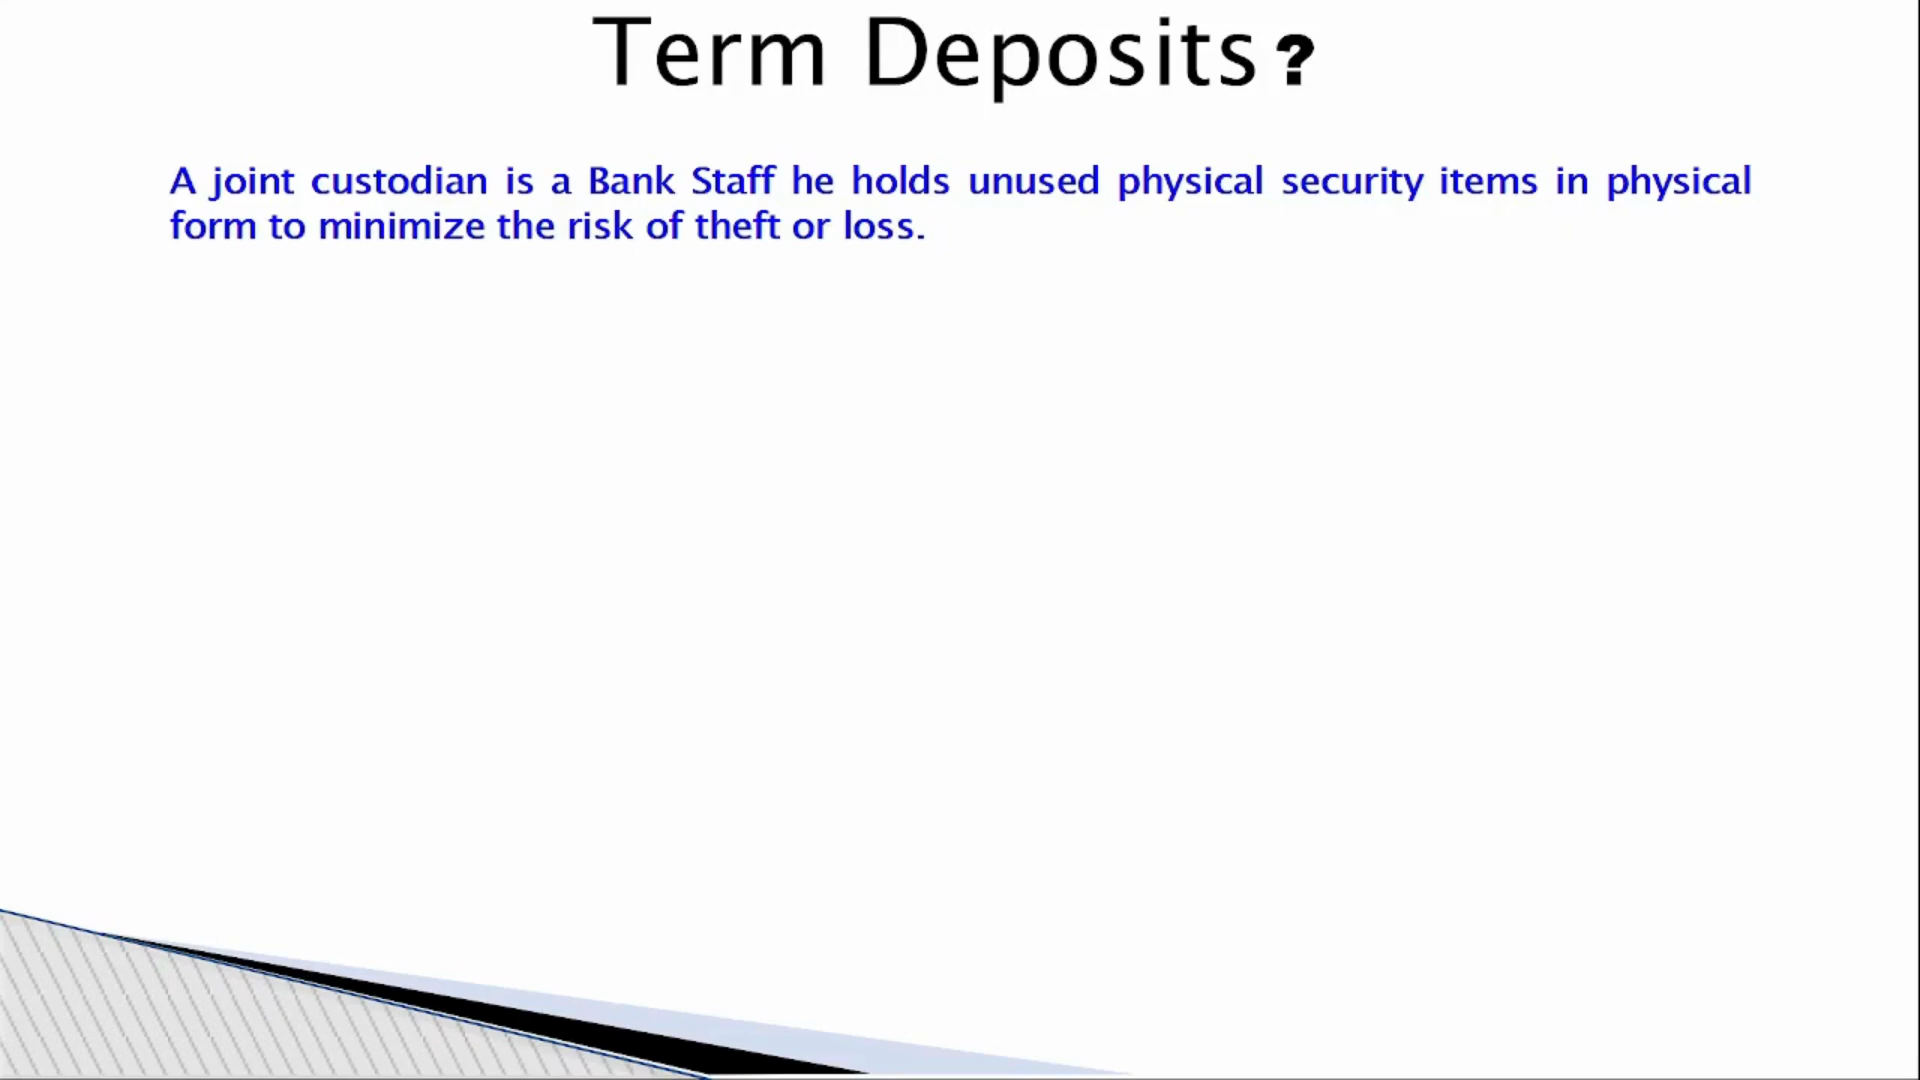 Term Deposits?
A joint custodian is a Bank Staff he holds unused physical security items in physical
form to minimize the risk of theft or loss.